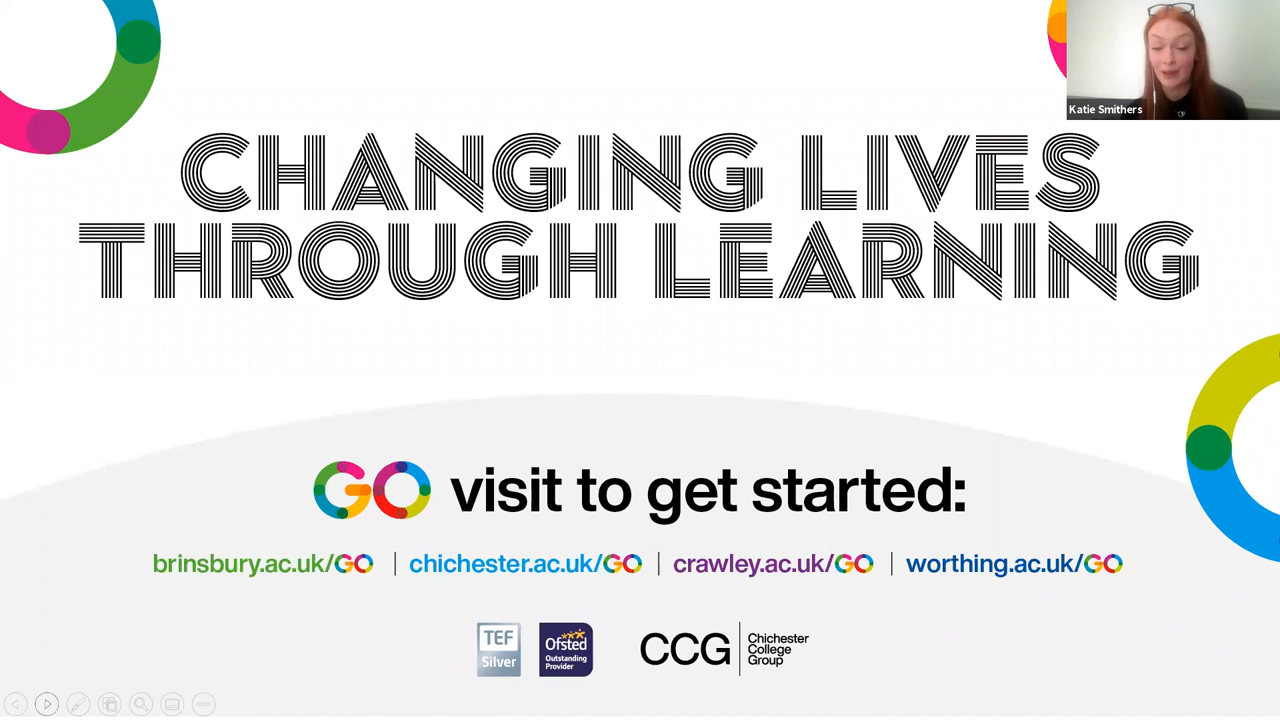 Katie Smithers
CHANGING LIVES
THROUGH LEARNING
GO visit to get started:
brinsbury.ac.uk/GO | chichester.ac.uk/GO | crawley.ac.uk/GO | worthing.ac.uk/GO
TEF
Silver
Ofsted
Outstanding
Provider
CCG
Chichester
College
Group